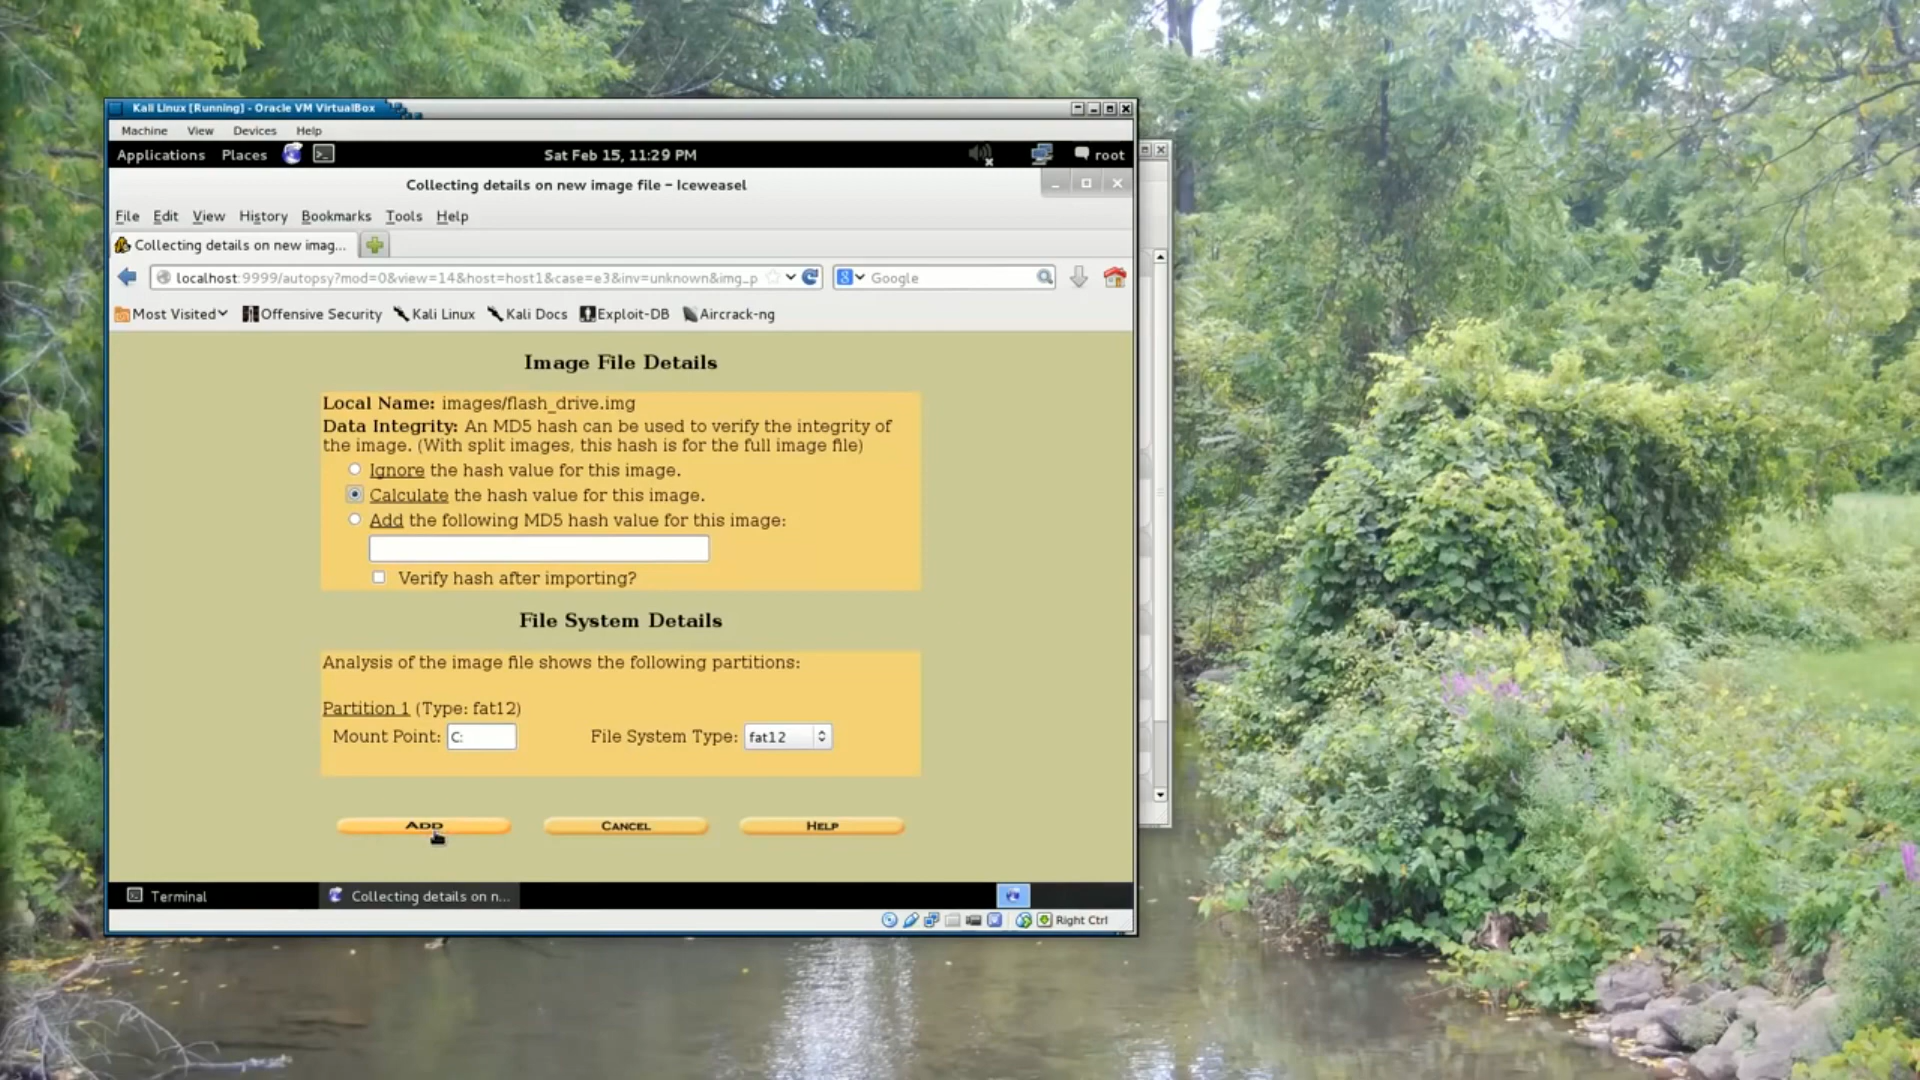 Kali Linux [Running] - Oracle VM VirtualBox
Machine View Devices Help
Applications Places Sat Feb 15, 11:29 PM root
Collecting details on new image file - Iceweasel
File Edit View History Bookmarks Tools Help
Collecting details on new imag...
localhost:9999/autopsy?mod=0&view=14&host=host1&case=e3&inv=unknown&img_p Google
Most Visited Offensive Security Kali Linux Kali Docs Exploit-DB Aircrack-ng
Image File Details
Local Name: images/flash_drive.img
Data Integrity: An MD5 hash can be used to verify the integrity of
the image. (With split images, this hash is for the full image file)
Ignore the hash value for this image.
Calculate the hash value for this image.
Add the following MD5 hash value for this image:
Verify hash after importing?
File System Details
Analysis of the image file shows the following partitions:
Partition 1 (Type: fat12)
Mount Point: C: File System Type: fat12
ADD CANCEL HELP
Terminal Collecting details on n...
Right Ctrl